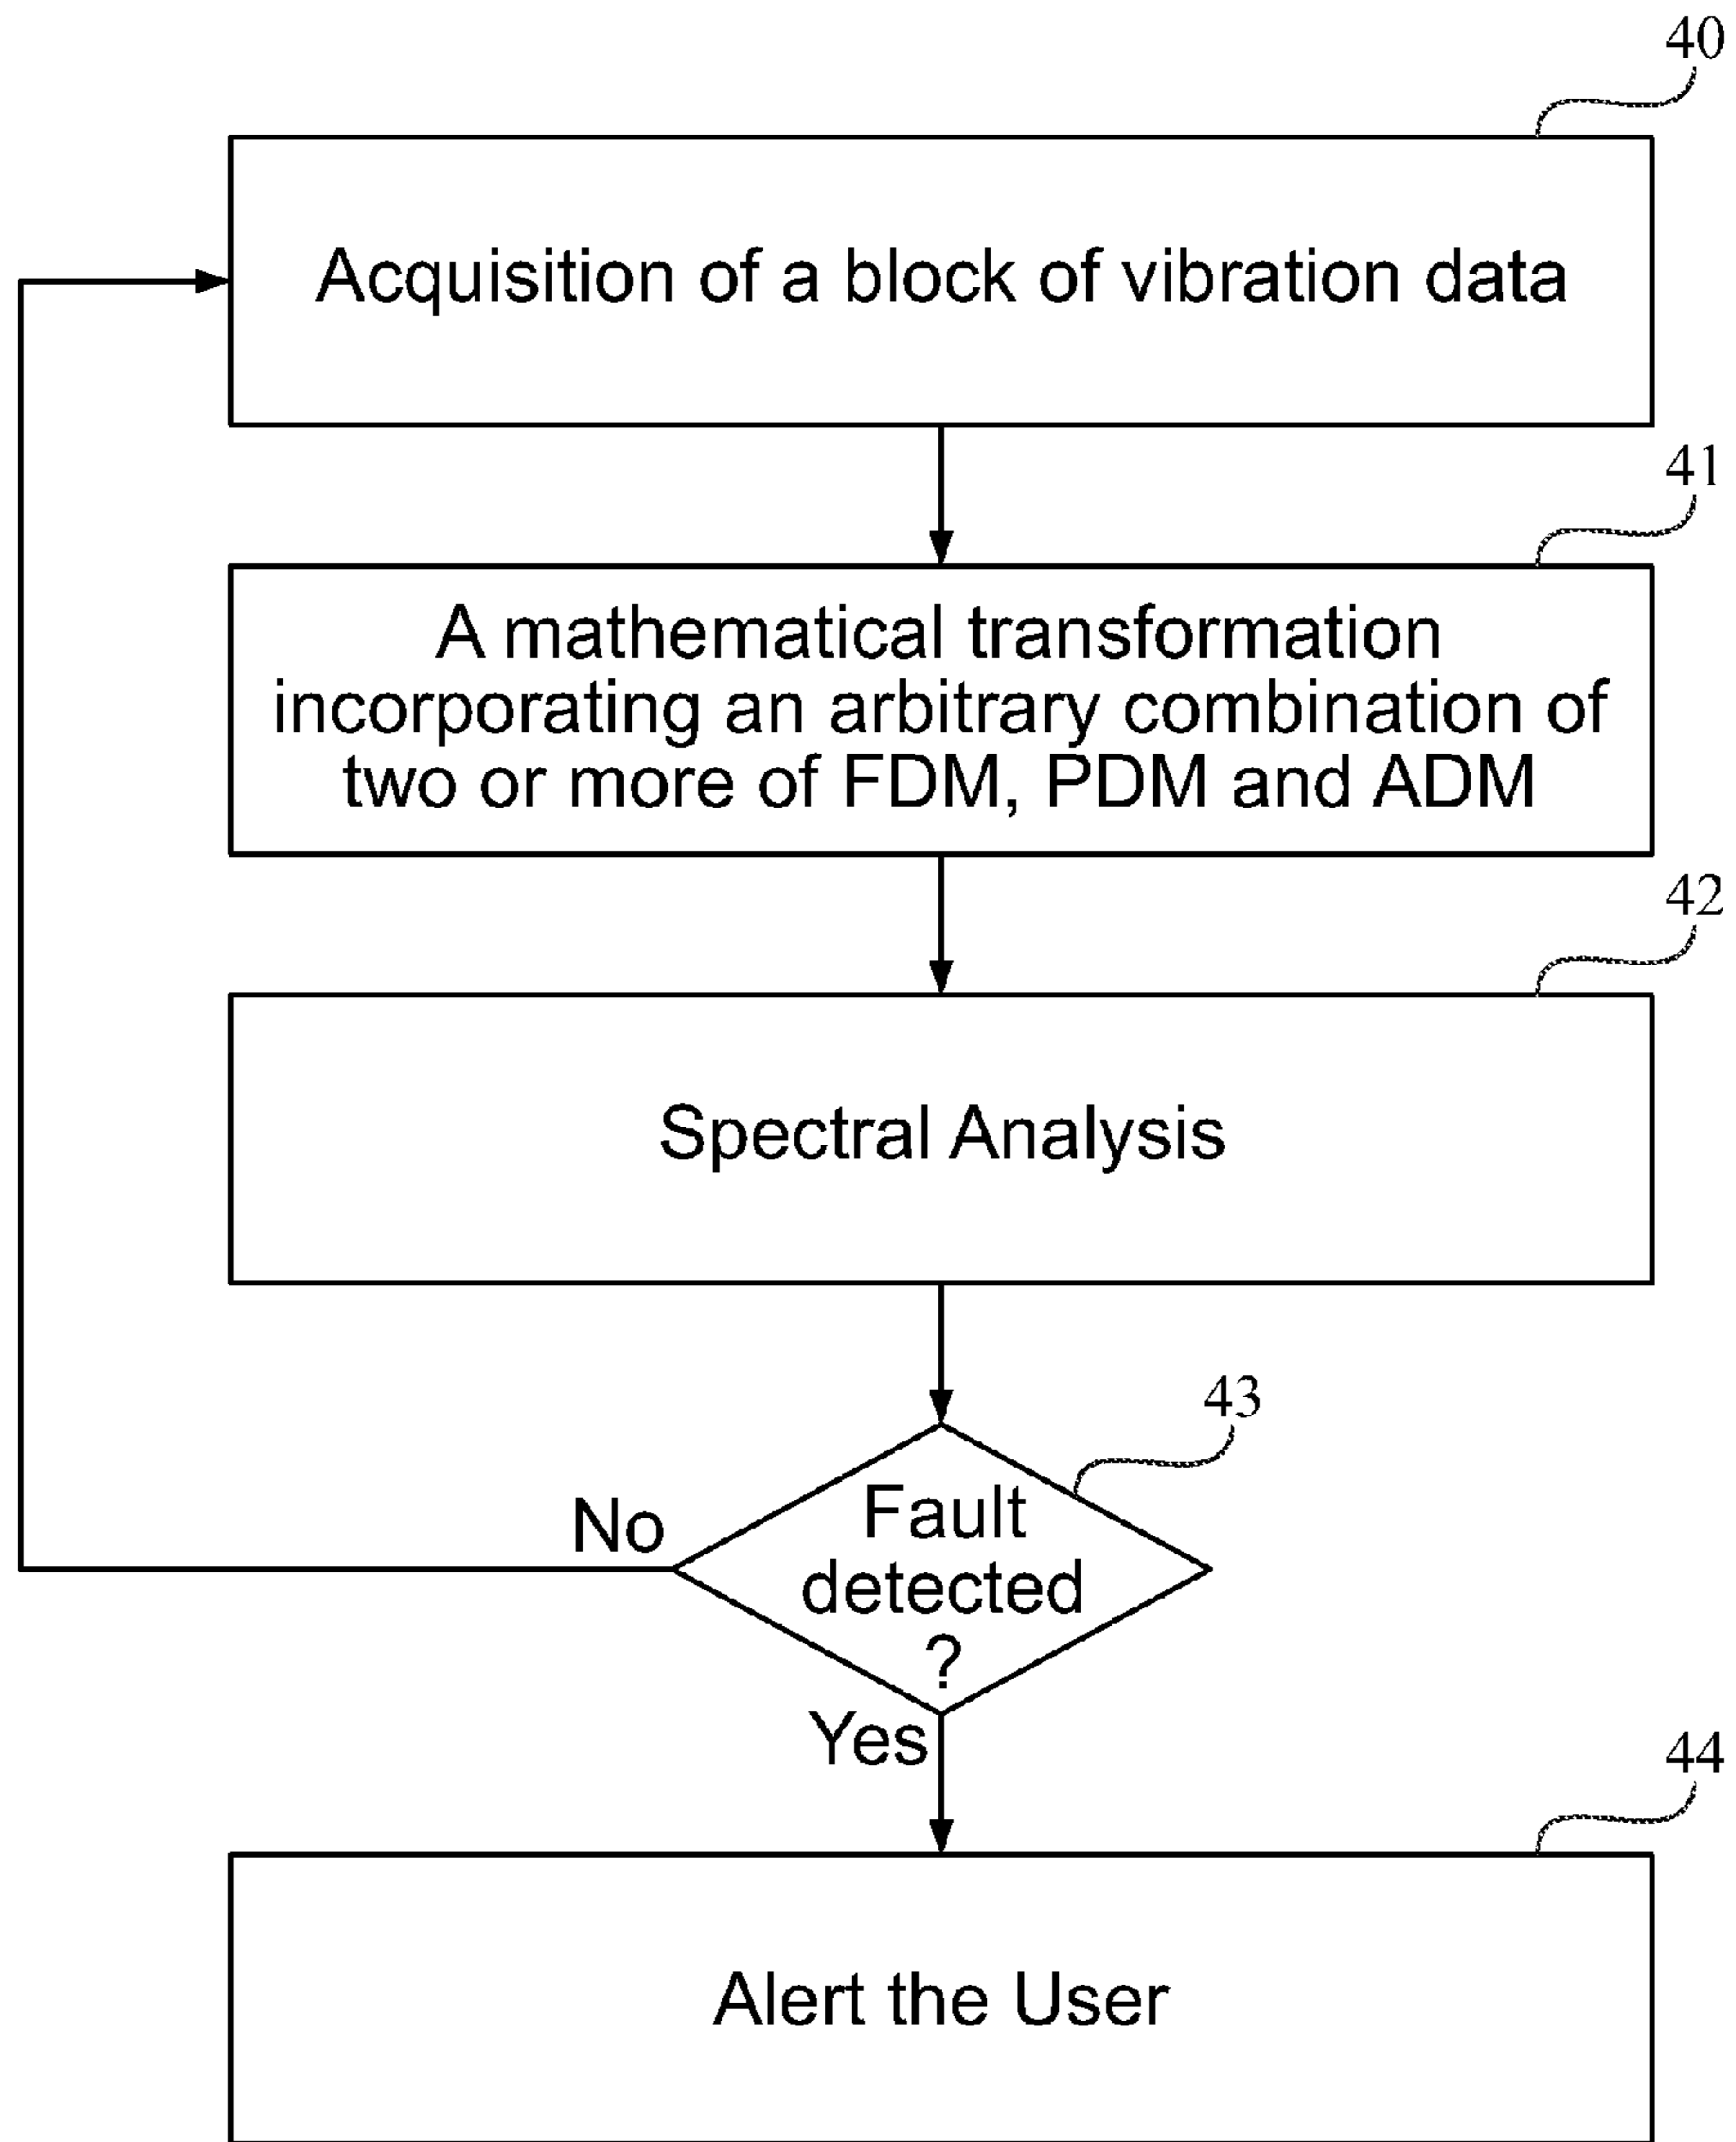 40
Acquisition of a block of vibration data
41
A mathematical transformation
incorporating an arbitrary combination of
two or more of FDM, PDM and ADM
42
Spectral Analysis
43
Fault
detected
?
No
Yes
44
Alert the User